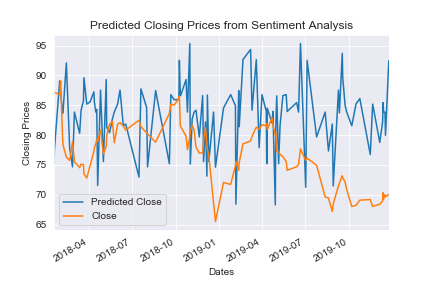 Predicted Closing Prices from Sentiment Analysis
95
90
85
80
75
70
65
Closing Prices
Predicted Close
Close
2018-04
2018-07
2018-10
2019-01
2019-04
2019-07
2019-10
Dates